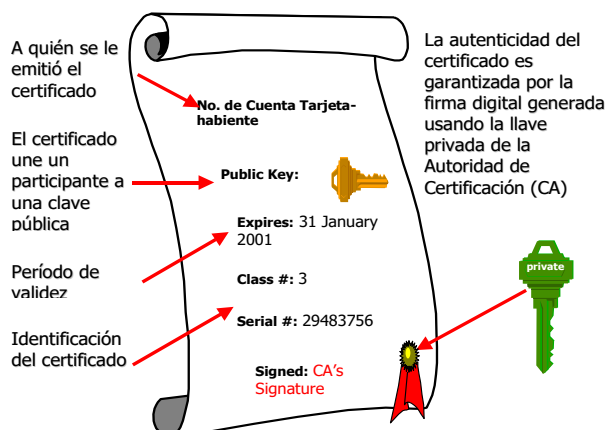 A quién se le
emitió el
certificado
El certificado
une un
participante a
una clave
pública
Período de
validez
Identificación
del certificado
No. de Cuenta Tarjeta-
habiente
Public Key:
Expires: 31 January
2001
Class #: 3
Serial #: 29483756
Signed: CA's
Signature
La autenticidad del
certificado es
garantizada por la
firma digital generada
usando la llave
privada de la
Autoridad de
Certificación (CA)
private